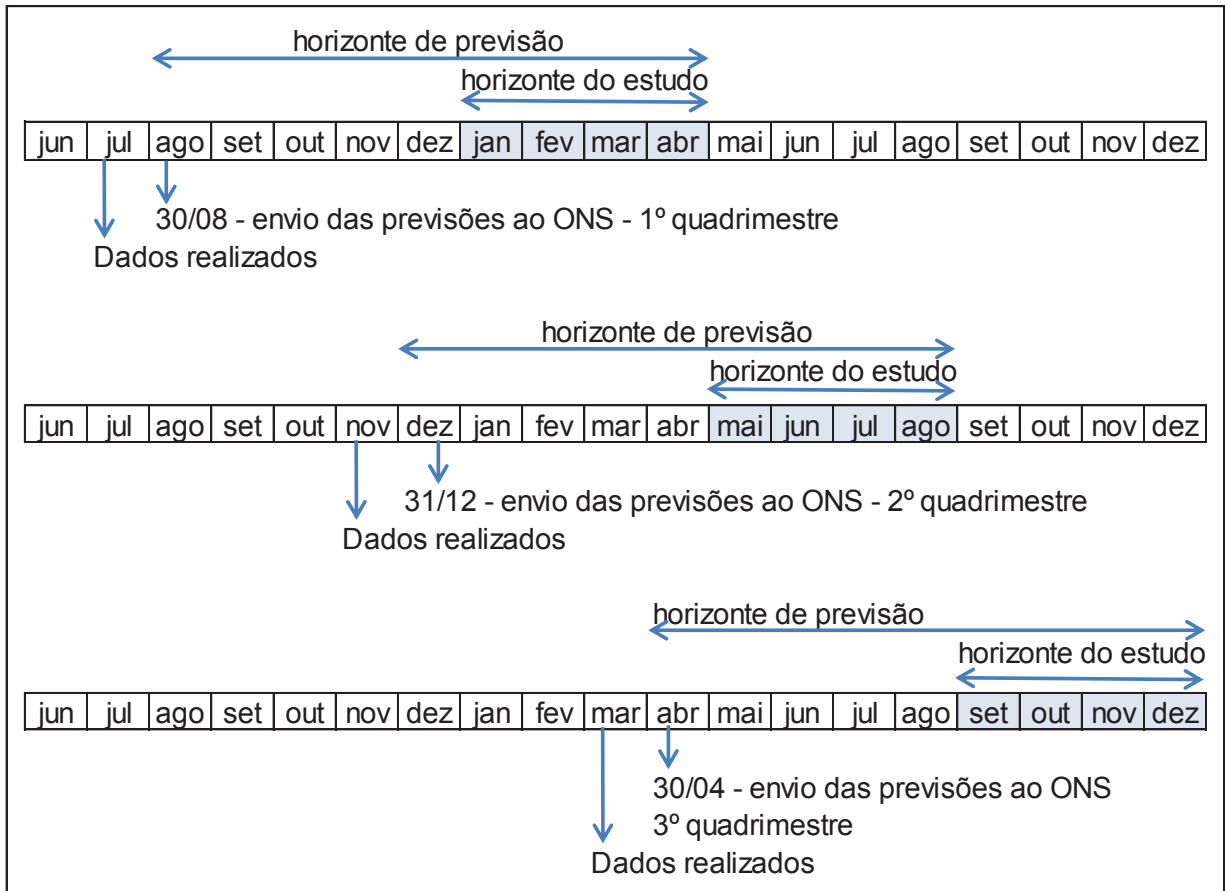 horizonte de previsão
horizonte do estudo
jun jul ago set out nov dez jan fev mar abr mai jun jul ago set out nov dez
30/08 - envio das previsões ao ONS - 1º quadrimestre
Dados realizados
horizonte de previsão
horizonte do estudo
jun jul ago set out nov dez jan fev mar abr mai jun jul ago set out nov dez
31/12 - envio das previsões ao ONS - 2º quadrimestre
Dados realizados
horizonte de previsão
horizonte do estudo
jun jul ago set out nov dez jan fev mar abr mai jun jul ago set out nov dez
30/04 - envio das previsões ao ONS
3º quadrimestre
Dados realizados